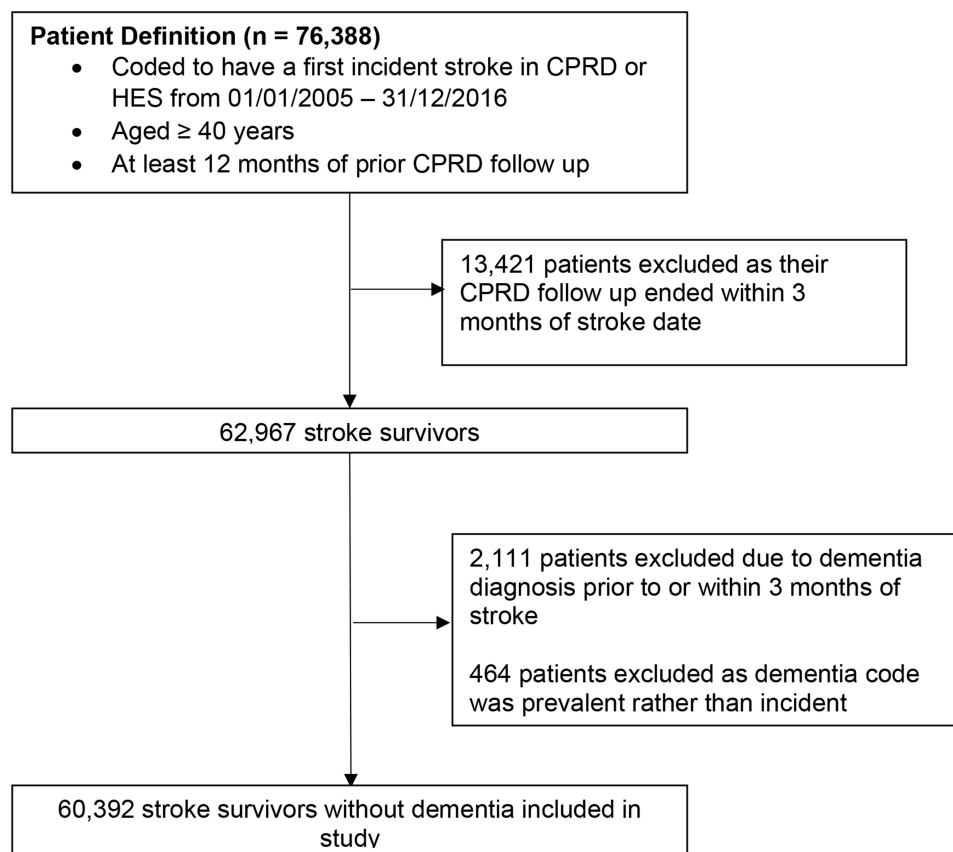 Patient Definition (n = 76,388)
• Coded to have a first incident stroke in CPRD or
HES from 01/01/2005 – 31/12/2016
• Aged ≥ 40 years
• At least 12 months of prior CPRD follow up
13,421 patients excluded as their
CPRD follow up ended within 3
months of stroke date
62,967 stroke survivors
2,111 patients excluded due to dementia
diagnosis prior to or within 3 months of
stroke
464 patients excluded as dementia code
was prevalent rather than incident
60,392 stroke survivors without dementia included in
study